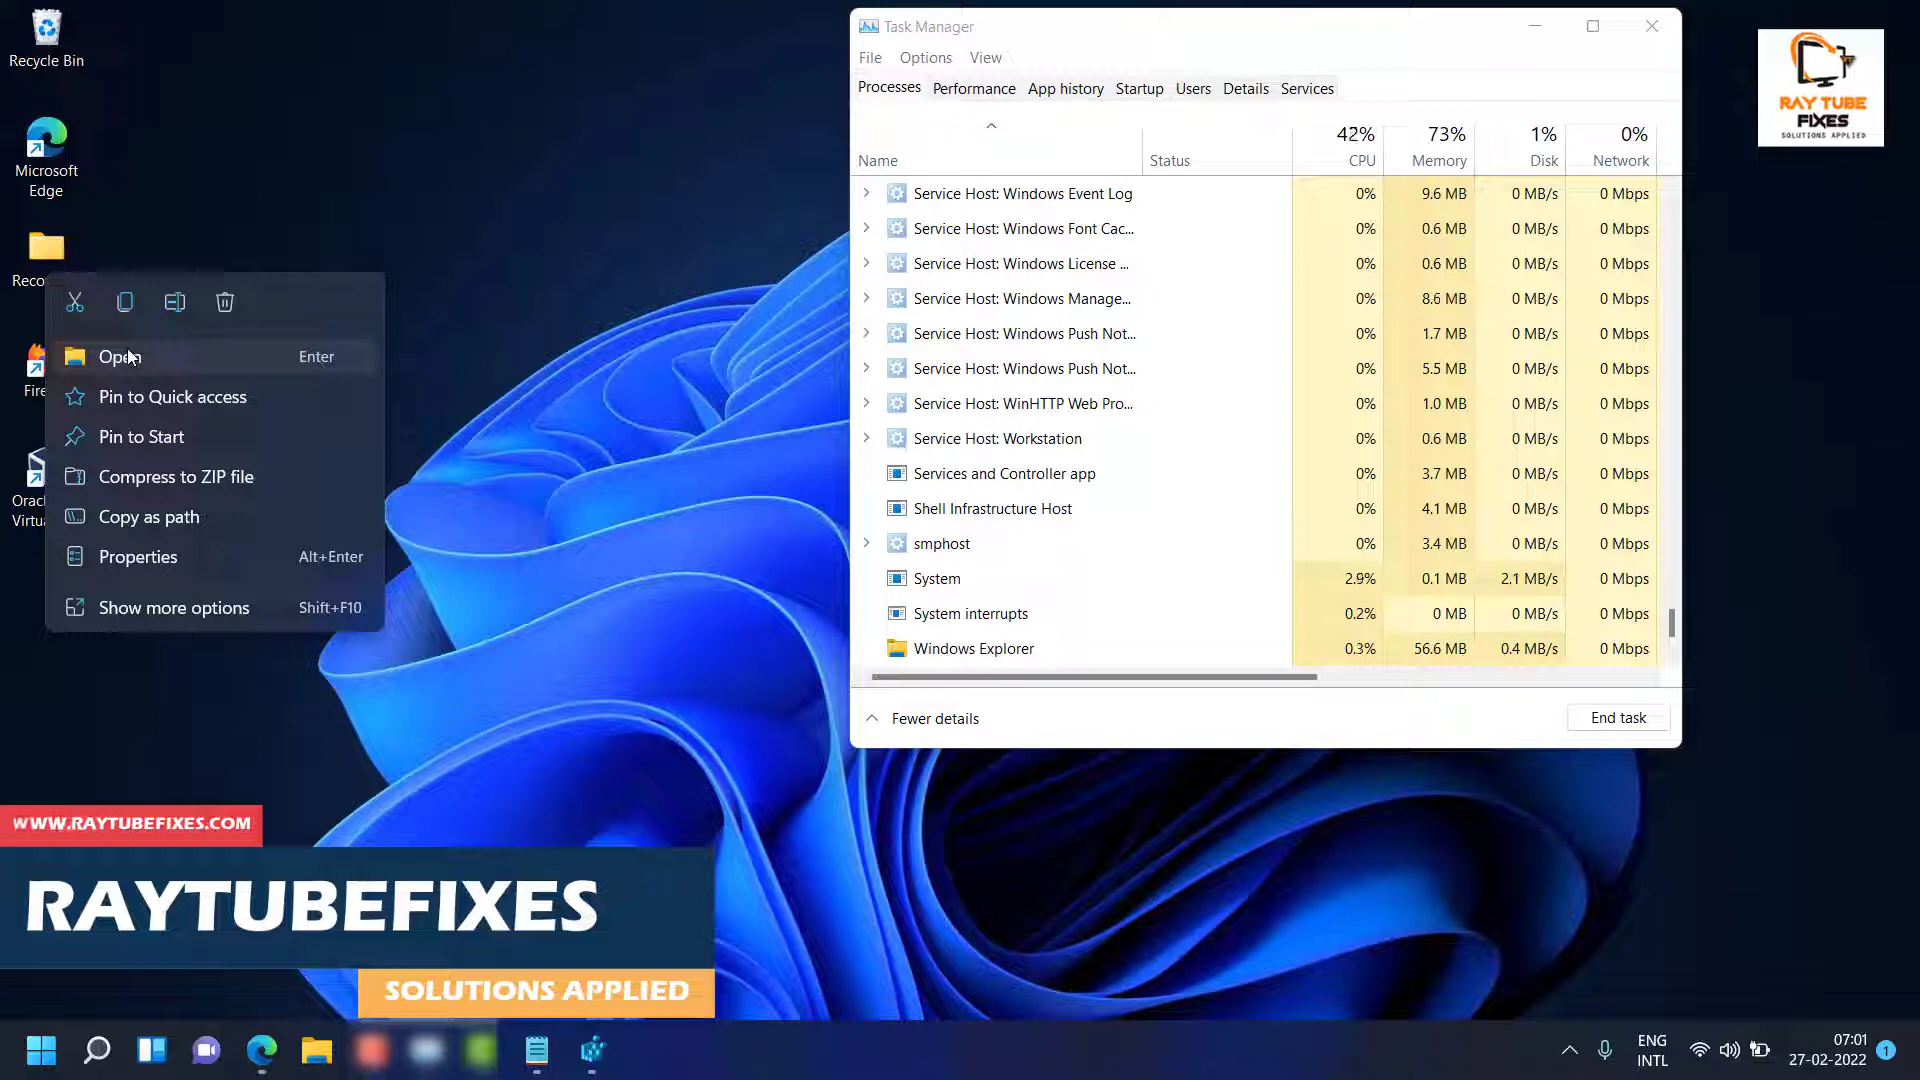 Recycle Bin
Microsoft
Edge
Reco
Fire
Orac
Virtu
Open Enter
Pin to Quick access
Pin to Start
Compress to ZIP file
Copy as path
Properties Alt+Enter
Show more options Shift+F10
Task Manager
File Options View
Processes Performance App history Startup Users Details Services
42% 73% 1% 0%
Name Status CPU Memory Disk Network
Service Host: Windows Event Log 0% 9.6 MB 0 MB/s 0 Mbps
Service Host: Windows Font Cac... 0% 0.6 MB 0 MB/s 0 Mbps
Service Host: Windows License ... 0% 0.6 MB 0 MB/s 0 Mbps
Service Host: Windows Manage... 0% 8.6 MB 0 MB/s 0 Mbps
Service Host: Windows Push Not... 0% 1.7 MB 0 MB/s 0 Mbps
Service Host: Windows Push Not... 0% 5.5 MB 0 MB/s 0 Mbps
Service Host: WinHTTP Web Pro... 0% 1.0 MB 0 MB/s 0 Mbps
Service Host: Workstation 0% 0.6 MB 0 MB/s 0 Mbps
Services and Controller app 0% 3.7 MB 0 MB/s 0 Mbps
Shell Infrastructure Host 0% 4.1 MB 0 MB/s 0 Mbps
smphost 0% 3.4 MB 0 MB/s 0 Mbps
System 2.9% 0.1 MB 2.1 MB/s 0 Mbps
System interrupts 0.2% 0 MB 0 MB/s 0 Mbps
Windows Explorer 0.3% 56.6 MB 0.4 MB/s 0 Mbps
Fewer details End task
RAY TUBE
FIXES
SOLUTIONS APPLIED
WWW.RAYTUBEFIXES.COM
RAYTUBEFIXES
SOLUTIONS APPLIED
ENG
INTL
07:01
27-02-2022
1